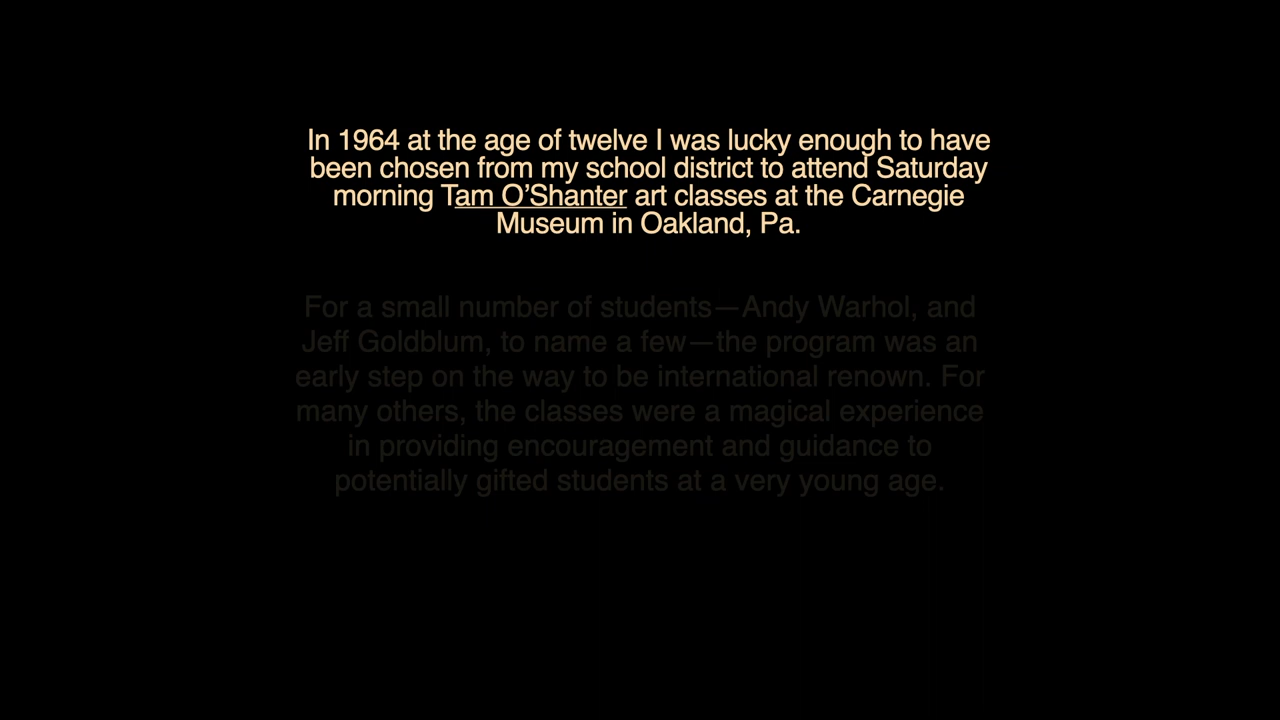 In 1964 at the age of twelve I was lucky enough to have
been chosen from my school district to attend Saturday
morning Tam O’Shanter art classes at the Carnegie
Museum in Oakland, Pa.
For a small number of students—Andy Warhol, and
Jeff Goldblum, to name a few—the program was an
early step on the way to be international renown. For
many others, the classes were a magical experience
in providing encouragement and guidance to
potentially gifted students at a very young age.